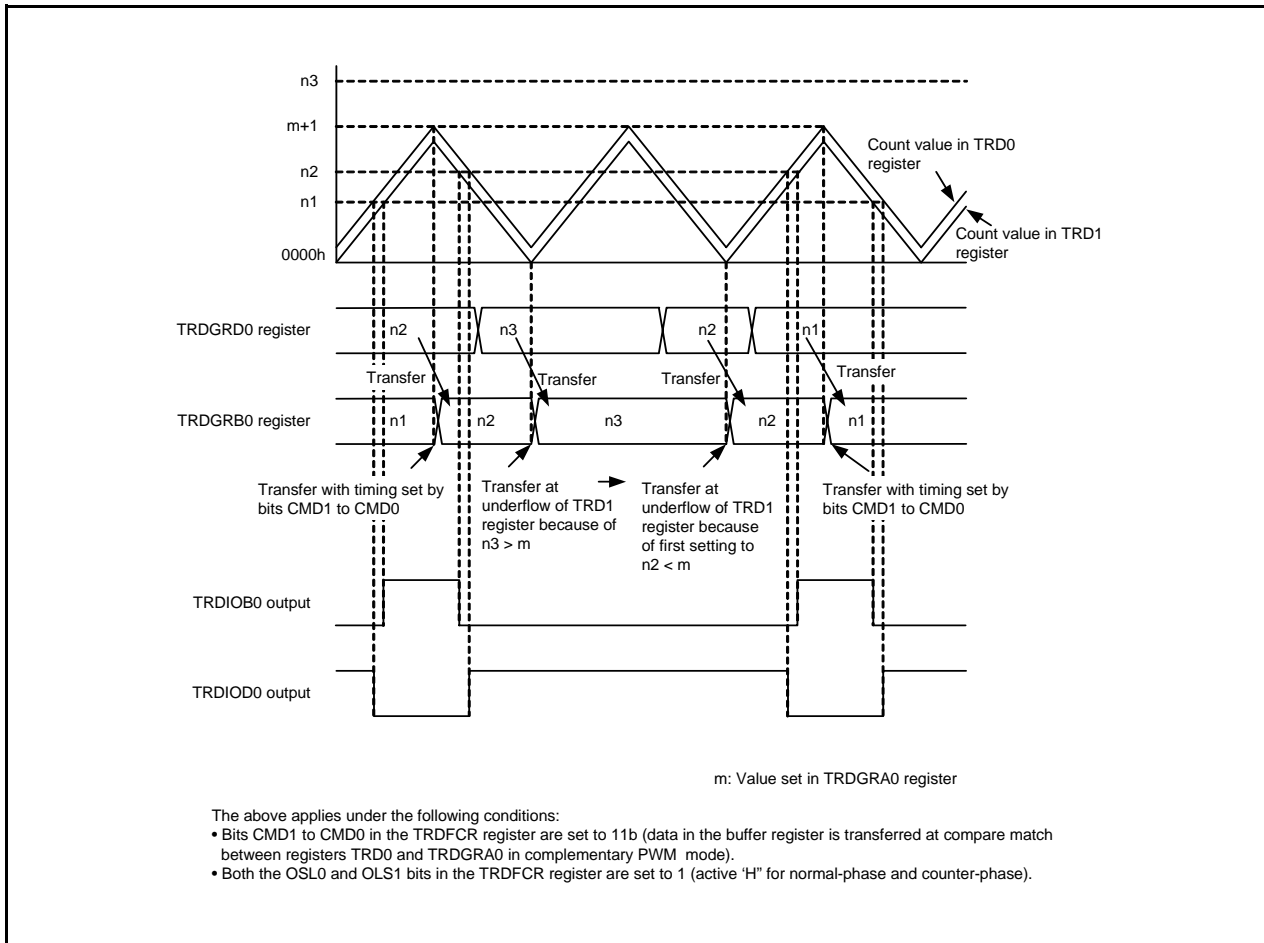 n3
m+1
n2
n1
0000h
Count value in TRD0
register
Count value in TRD1
register
TRDGRD0 register
n2
n3
n2
n1
Transfer
Transfer
Transfer
Transfer
TRDGRB0 register
n1
n2
n3
n2
n1
Transfer with timing set by
bits CMD1 to CMD0
Transfer at
underflow of TRD1
register because of
n3 > m
Transfer at
underflow of TRD1
register because
of first setting to
n2 < m
Transfer with timing set by
bits CMD1 to CMD0
TRDIOB0 output
TRDIOD0 output
m: Value set in TRDGRA0 register
The above applies under the following conditions:
• Bits CMD1 to CMD0 in the TRDFCR register are set to 11b (data in the buffer register is transferred at compare match
between registers TRD0 and TRDGRA0 in complementary PWM mode).
• Both the OSL0 and OLS1 bits in the TRDFCR register are set to 1 (active ‘H” for normal-phase and counter-phase).